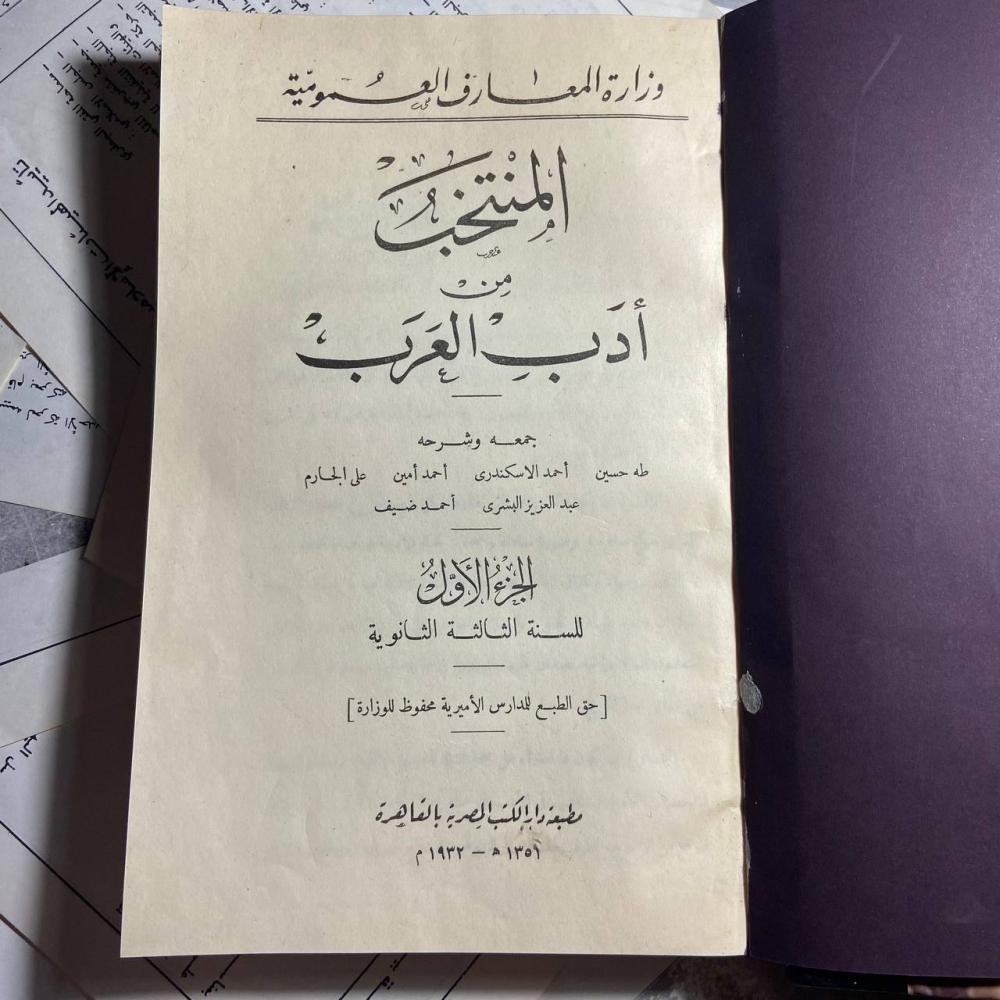 وزارة المعارف العمومية
المنتخب
من
أدب العرب
جمعه وشرحه
طه حسين أحمد الاسكندرى أحمد أمين على الجارم
عبد العزيز البشرى أحمد ضيف
الجزء الأول
للسنة الثالثة الثانوية
[حق الطبع للمدارس الأميرية محفوظ للوزارة]
مطبعة دار الكتب المصرية بالقاهرة
١٣٥١ ھ — ١٩٣٢ م